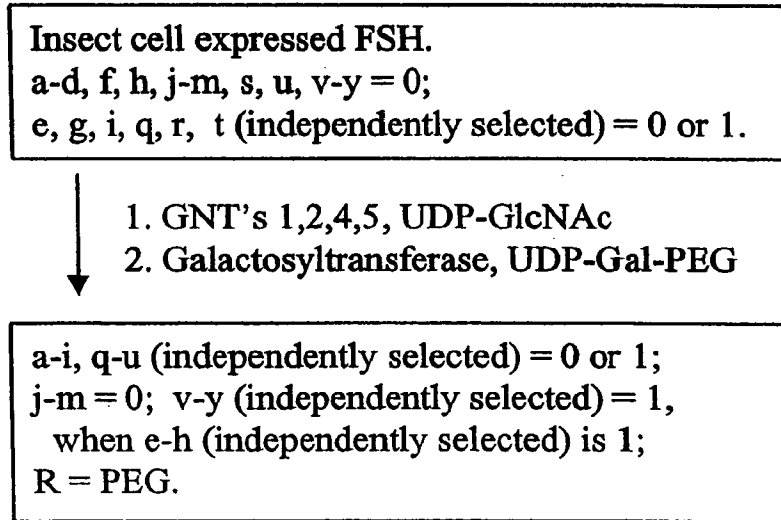 Insect cell expressed FSH.
a-d, f, h, j-m, s, u, v-y = 0;
e, g, i, q, r, t (independently selected) = 0 or 1.
1. GNT's 1,2,4,5, UDP-GlcNAc
2. Galactosyltransferase, UDP-Gal-PEG
a-i, q-u (independently selected) = 0 or 1;
j-m = 0; v-y (independently selected) = 1,
when e-h (independently selected) is 1;
R = PEG.